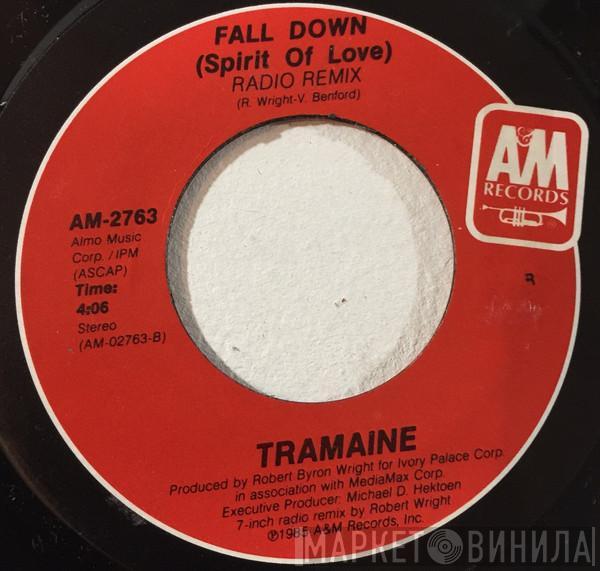 FALL DOWN
(Spirit Of Love)
RADIO REMIX
(R. Wright-V. Benford)
A&M
RECORDS
AM-2763
Almo Music
Corp./IPM
(ASCAP)
Time:
4:06
Stereo
(AM-02763-B)
TRAMAINE
Produced by Robert Byron Wright for Ivory Palace Corp.
in association with MediaMax Corp.
Executive Producer: Michael D. Hektoen
7-inch radio remix by Robert Wright
℗1985 A&M Records, Inc.
МАРКЕТ ВИНИЛА!